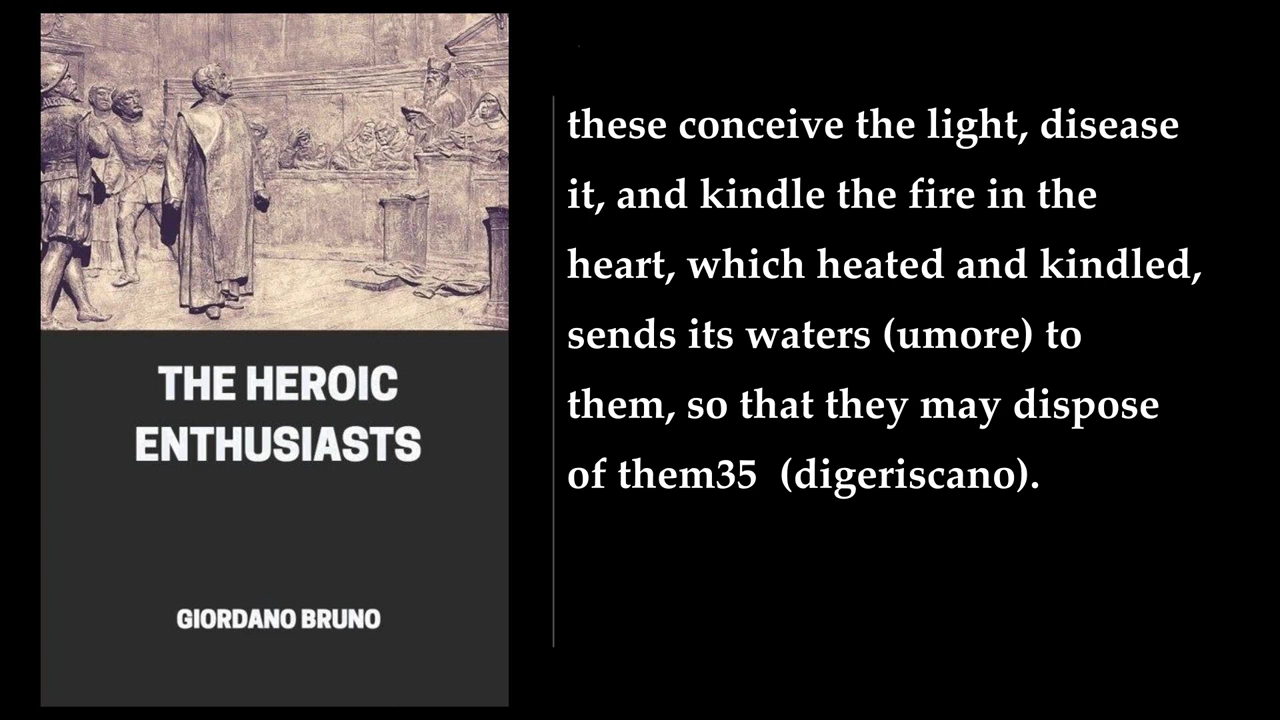 THE HEROIC
ENTHUSIASTS
GIORDANO BRUNO
these conceive the light, disease
it, and kindle the fire in the
heart, which heated and kindled,
sends its waters (umore) to
them, so that they may dispose
of them35 (digeriscano).